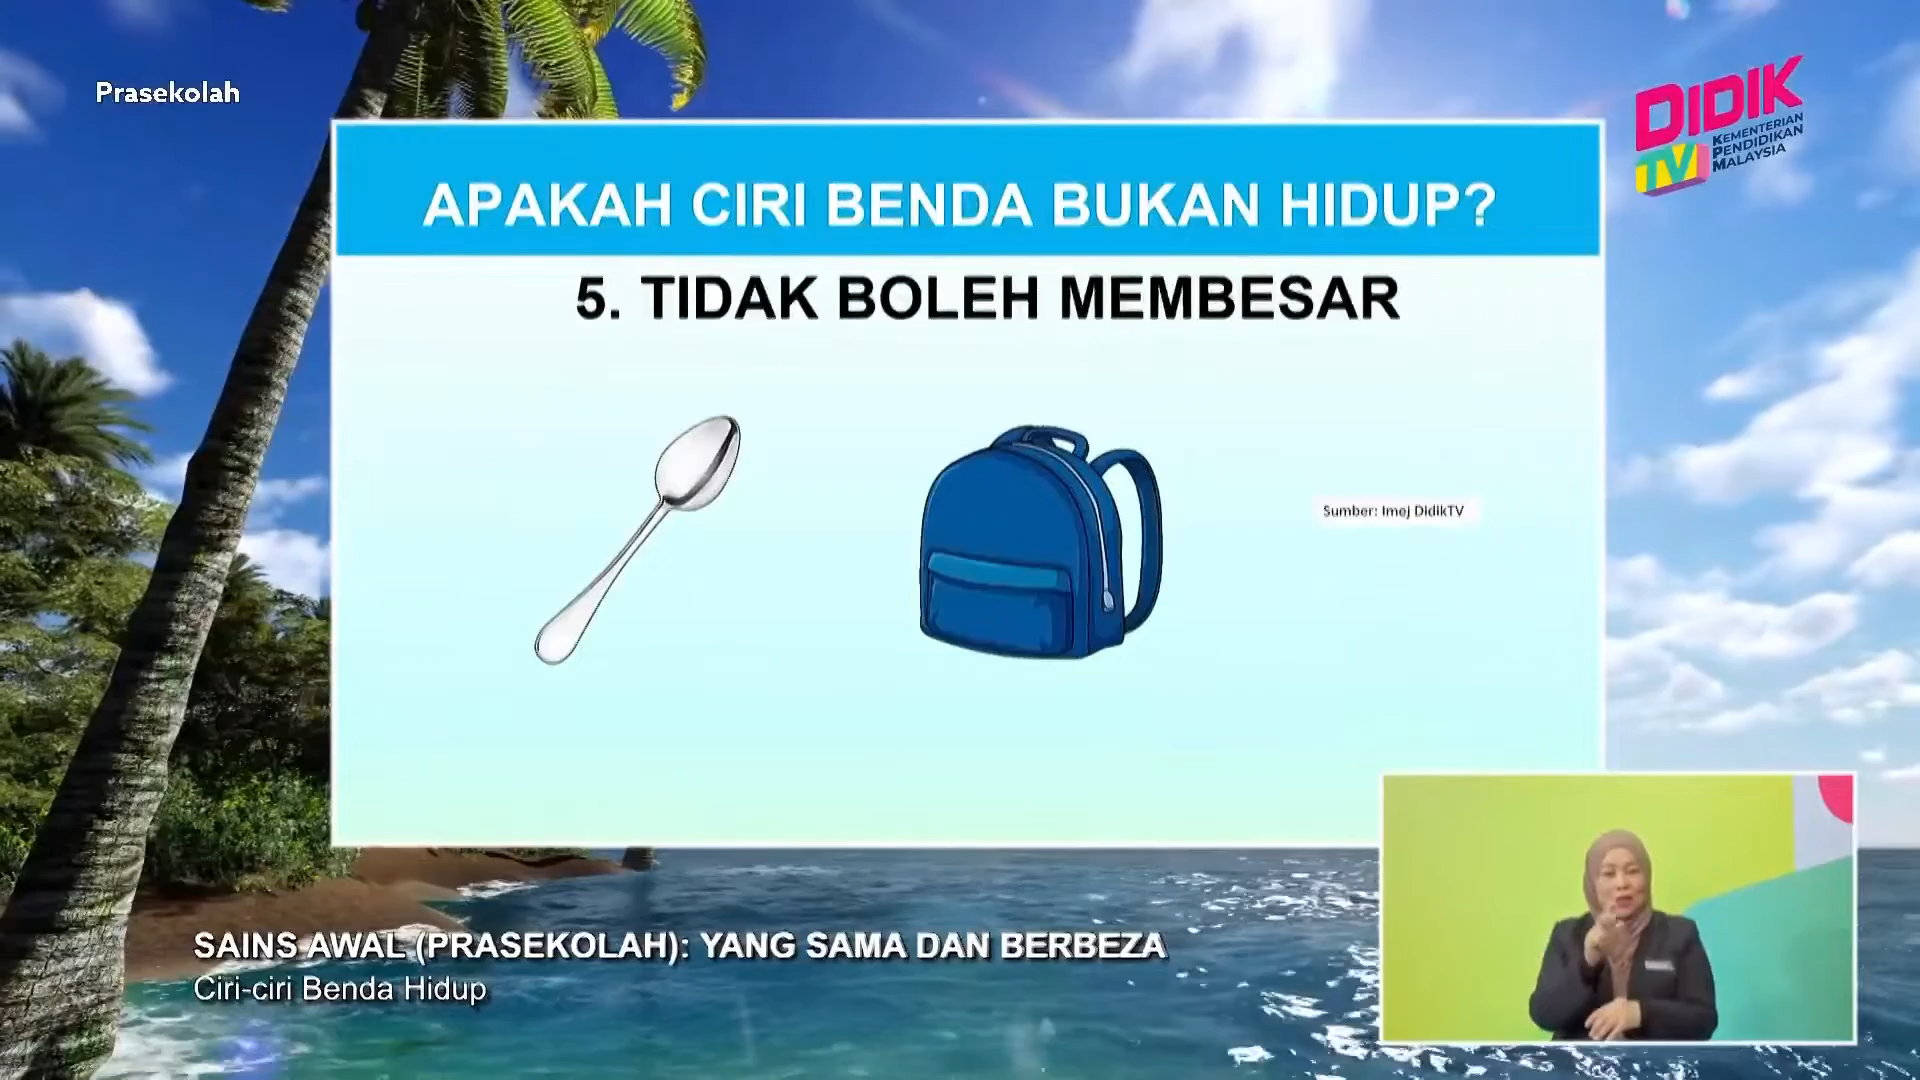 Prasekolah
DIDIK
TV
KEMENTERIAN
PENDIDIKAN
MALAYSIA
APAKAH CIRI BENDA BUKAN HIDUP?
5. TIDAK BOLEH MEMBESAR
Sumber: Imej DidikTV
SAINS AWAL (PRASEKOLAH): YANG SAMA DAN BERBEZA
Ciri-ciri Benda Hidup